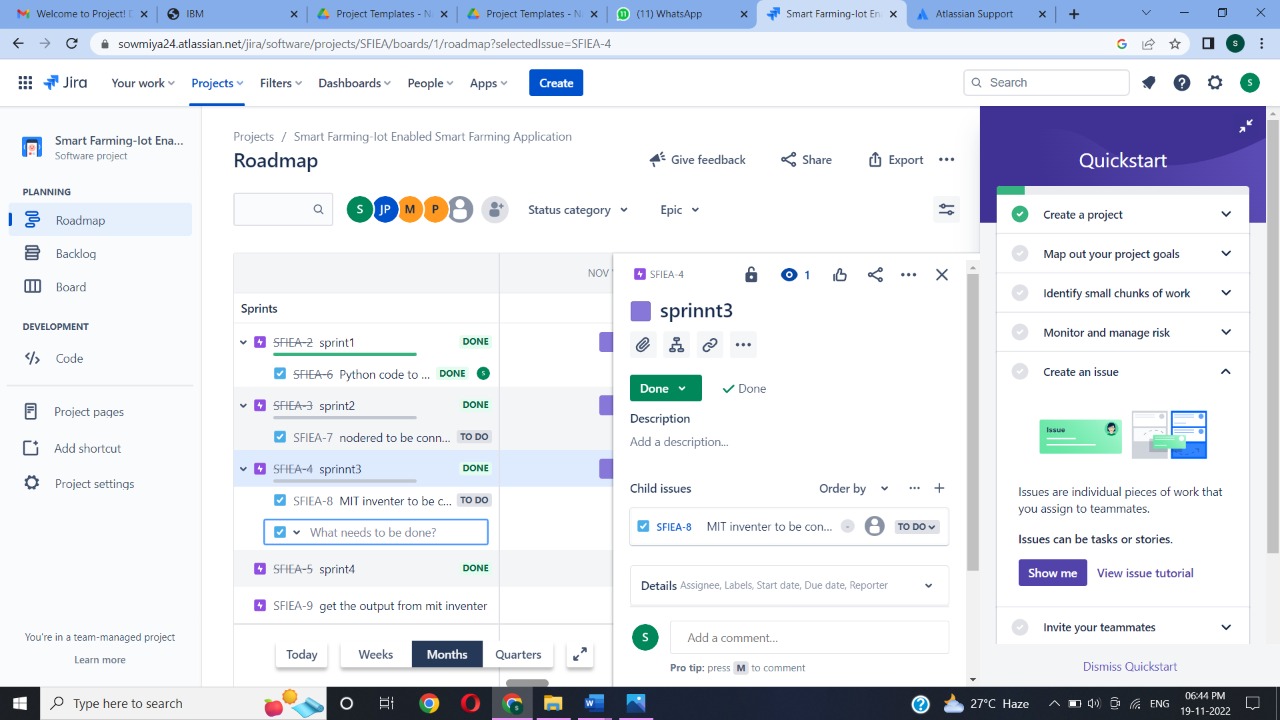 Welcome to F
IBM
Project Templates - N
Project Templates - N
(11) WhatsApp
Smart Farming-Iot En
Atlassian Support
sowmiya24.atlassian.net/jira/software/projects/SFIEA/boards/1/roadmap?selectedIssue=SFIEA-4
S
Jira
Your work
Projects
Filters
Dashboards
People
Apps
Create
Search
S
Smart Farming-Iot Ena...
Software project
PLANNING
Roadmap
Backlog
Board
DEVELOPMENT
Code
Project pages
Add shortcut
Project settings
You're in a team-managed project
Learn more
Projects / Smart Farming-Iot Enabled Smart Farming Application
Roadmap
Give feedback
Share
Export
S JP M P
Status category
Epic
NOV
Sprints
SFIEA-2 sprint1 DONE
SFIEA-6 Python code to ... DONE S
SFIEA-3 sprint2 DONE
SFIEA-7 nodered to be conn... TO DO
SFIEA-4 sprinnt3 DONE
SFIEA-8 MIT inventer to be c... TO DO
What needs to be done?
SFIEA-5 sprint4 DONE
SFIEA-9 get the output from mit inventer
Today
Weeks
Months
Quarters
SFIEA-4
1
sprinnt3
Done
Done
Description
Add a description...
Child issues
Order by
SFIEA-8 MIT inventer to be con... - TO DO
Details Assignee, Labels, Start date, Due date, Reporter
S
Add a comment...
Pro tip: press M to comment
Quickstart
Create a project
Map out your project goals
Identify small chunks of work
Monitor and manage risk
Create an issue
Issue
Issues are individual pieces of work that
you assign to teammates.
Issues can be tasks or stories.
Show me
View issue tutorial
Invite your teammates
Dismiss Quickstart
Type here to search
27°C Haze
ENG
06:44 PM
19-11-2022